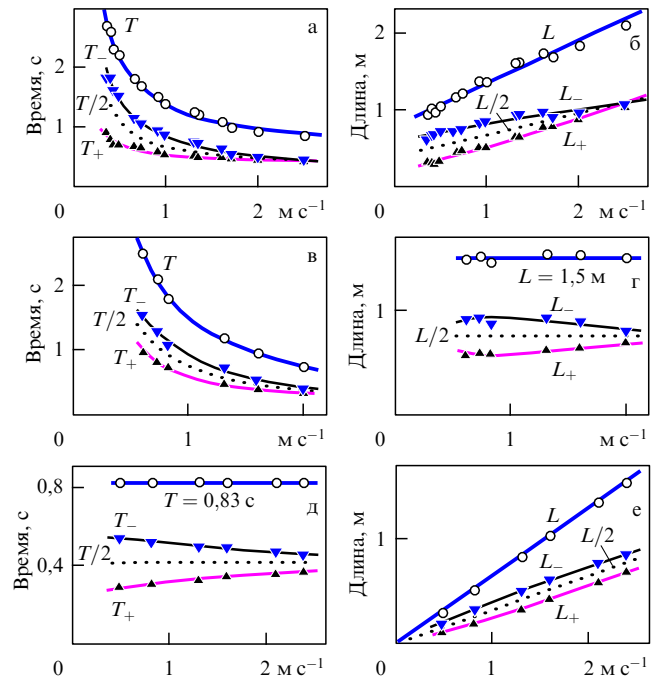 а
T
T₋
T/2
T₊
Время, с
2
1
0
1
2 м с⁻¹
б
L
L₋
L/2
L₊
Длина, м
2
1
0
1
2 м с⁻¹
в
T
T₋
T/2
T₊
Время, с
2
1
0
1
м с⁻¹
г
L = 1,5 м
L₋
L/2
L₊
Длина, м
1
0
1
м с⁻¹
д
T = 0,83 с
T₋
T/2
T₊
Время, с
0,8
0,4
0
1
2 м с⁻¹
е
L
L/2
L₋
L₊
Длина, м
1
0
1
2 м с⁻¹